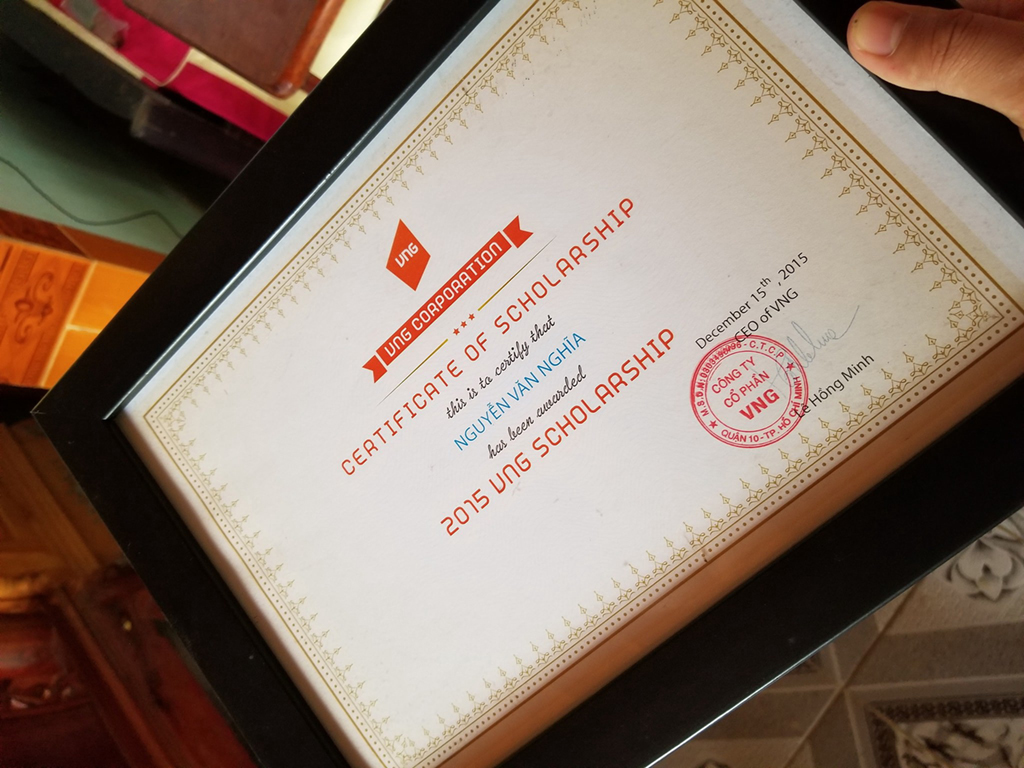 VNG
VNG CORPORATION
CERTIFICATE OF SCHOLARSHIP
this is to certify that
NGUYỄN VĂN NGHĨA
has been awarded
2015 VNG SCHOLARSHIP
December 15th, 2015
CEO of VNG
C.T.C.P
CÔNG TY
CỔ PHẦN
VNG
QUẬN 10 - TP. HỒ CHÍ MINH
Lê Hồng Minh